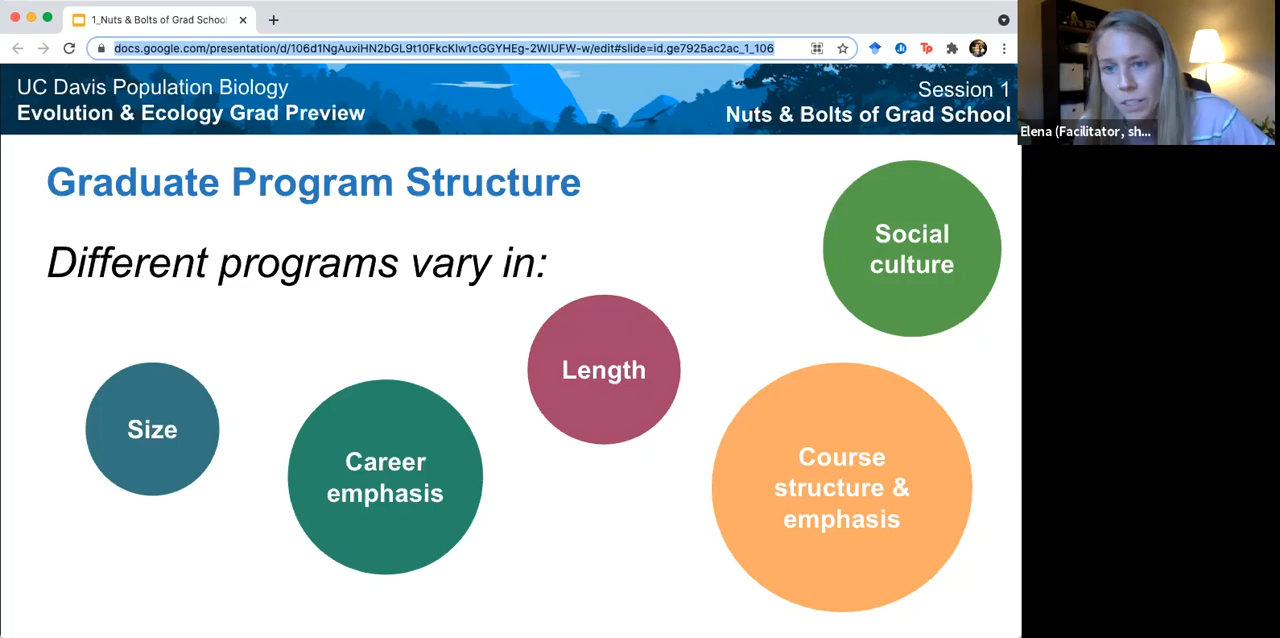 1_Nuts & Bolts of Grad School
docs.google.com/presentation/d/106d1NgAuxiHN2bGL9t10FkcKlw1cGGYHEg-2WIUFW-w/edit#slide=id.ge7925ac2ac_1_106
Tp
UC Davis Population Biology
Evolution & Ecology Grad Preview
Session 1
Nuts & Bolts of Grad School
Elena (Facilitator, sh...
Graduate Program Structure
Different programs vary in:
Social
culture
Length
Size
Career
emphasis
Course
structure &
emphasis